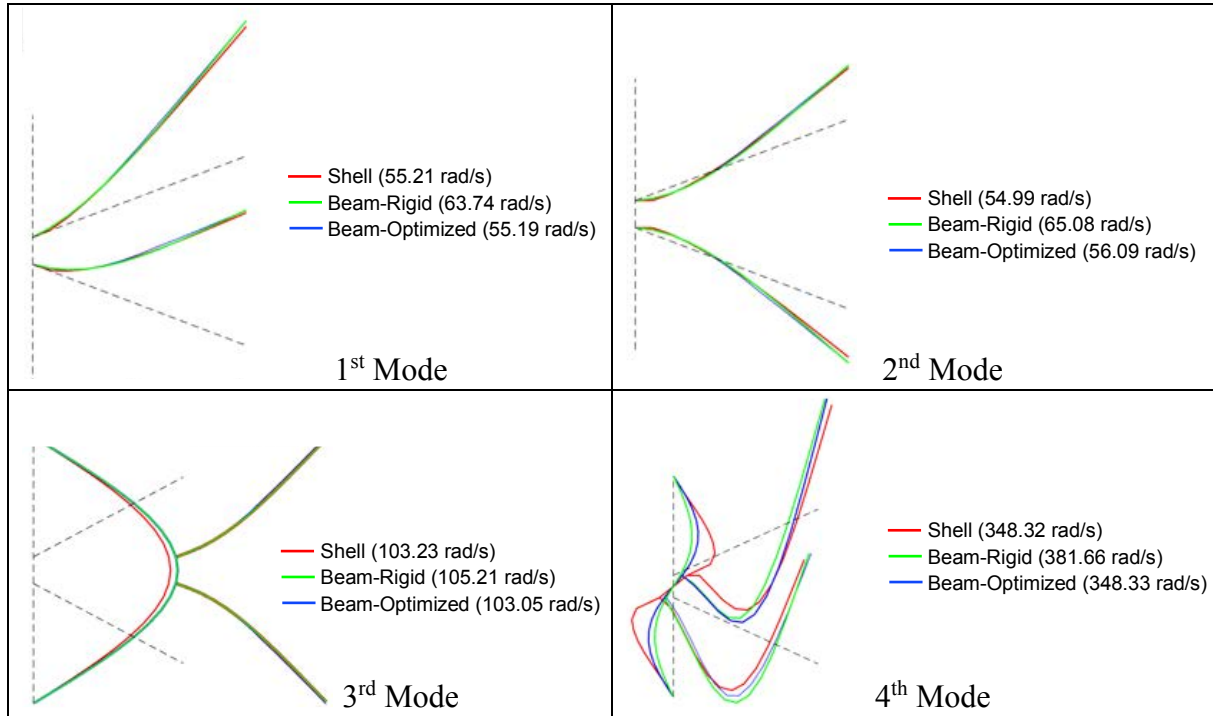 Shell (55.21 rad/s)
Beam-Rigid (63.74 rad/s)
Beam-Optimized (55.19 rad/s)
1st Mode
Shell (54.99 rad/s)
Beam-Rigid (65.08 rad/s)
Beam-Optimized (56.09 rad/s)
2nd Mode
Shell (103.23 rad/s)
Beam-Rigid (105.21 rad/s)
Beam-Optimized (103.05 rad/s)
3rd Mode
Shell (348.32 rad/s)
Beam-Rigid (381.66 rad/s)
Beam-Optimized (348.33 rad/s)
4th Mode